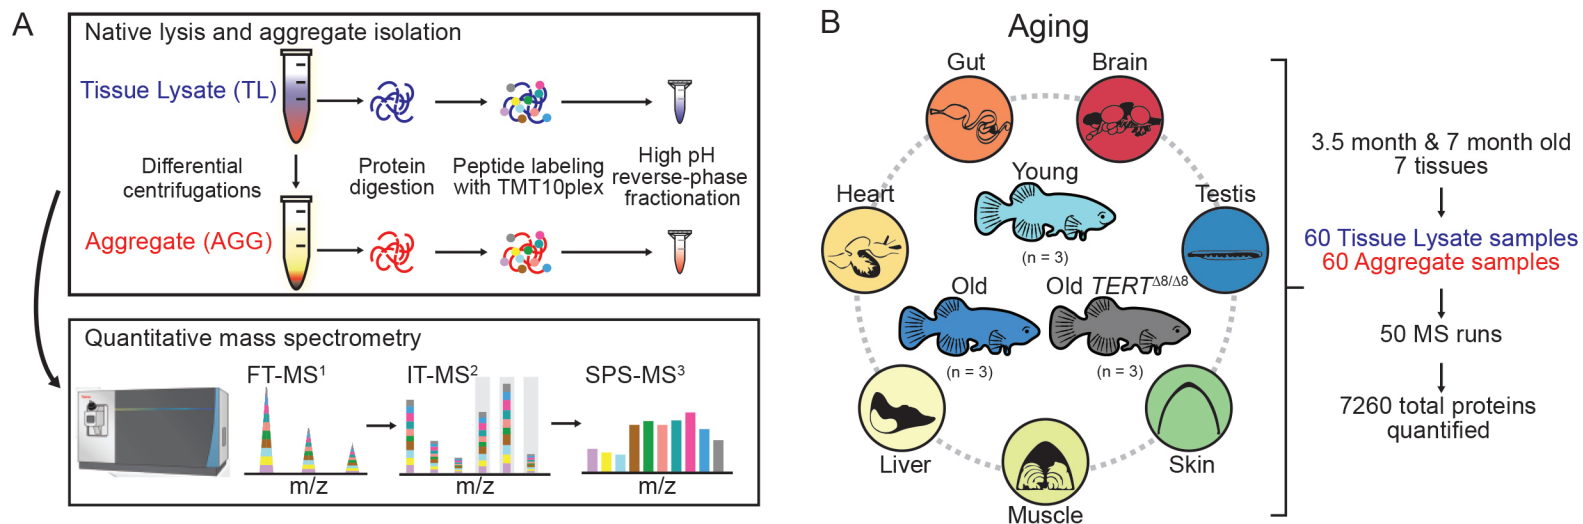 A
Native lysis and aggregate isolation
Tissue Lysate (TL)
Differential
centrifugations
Protein
digestion
Peptide labeling
with TMT10plex
High pH
reverse-phase
fractionation
Aggregate (AGG)
Quantitative mass spectrometry
FT-MS¹
IT-MS²
SPS-MS³
m/z
m/z
m/z
B
Aging
Gut
Brain
Heart
Young
(n = 3)
Testis
Old
(n = 3)
Old TERT^Δ8/Δ8
(n = 3)
Liver
Muscle
Skin
3.5 month & 7 month old
7 tissues
60 Tissue Lysate samples
60 Aggregate samples
50 MS runs
7260 total proteins
quantified